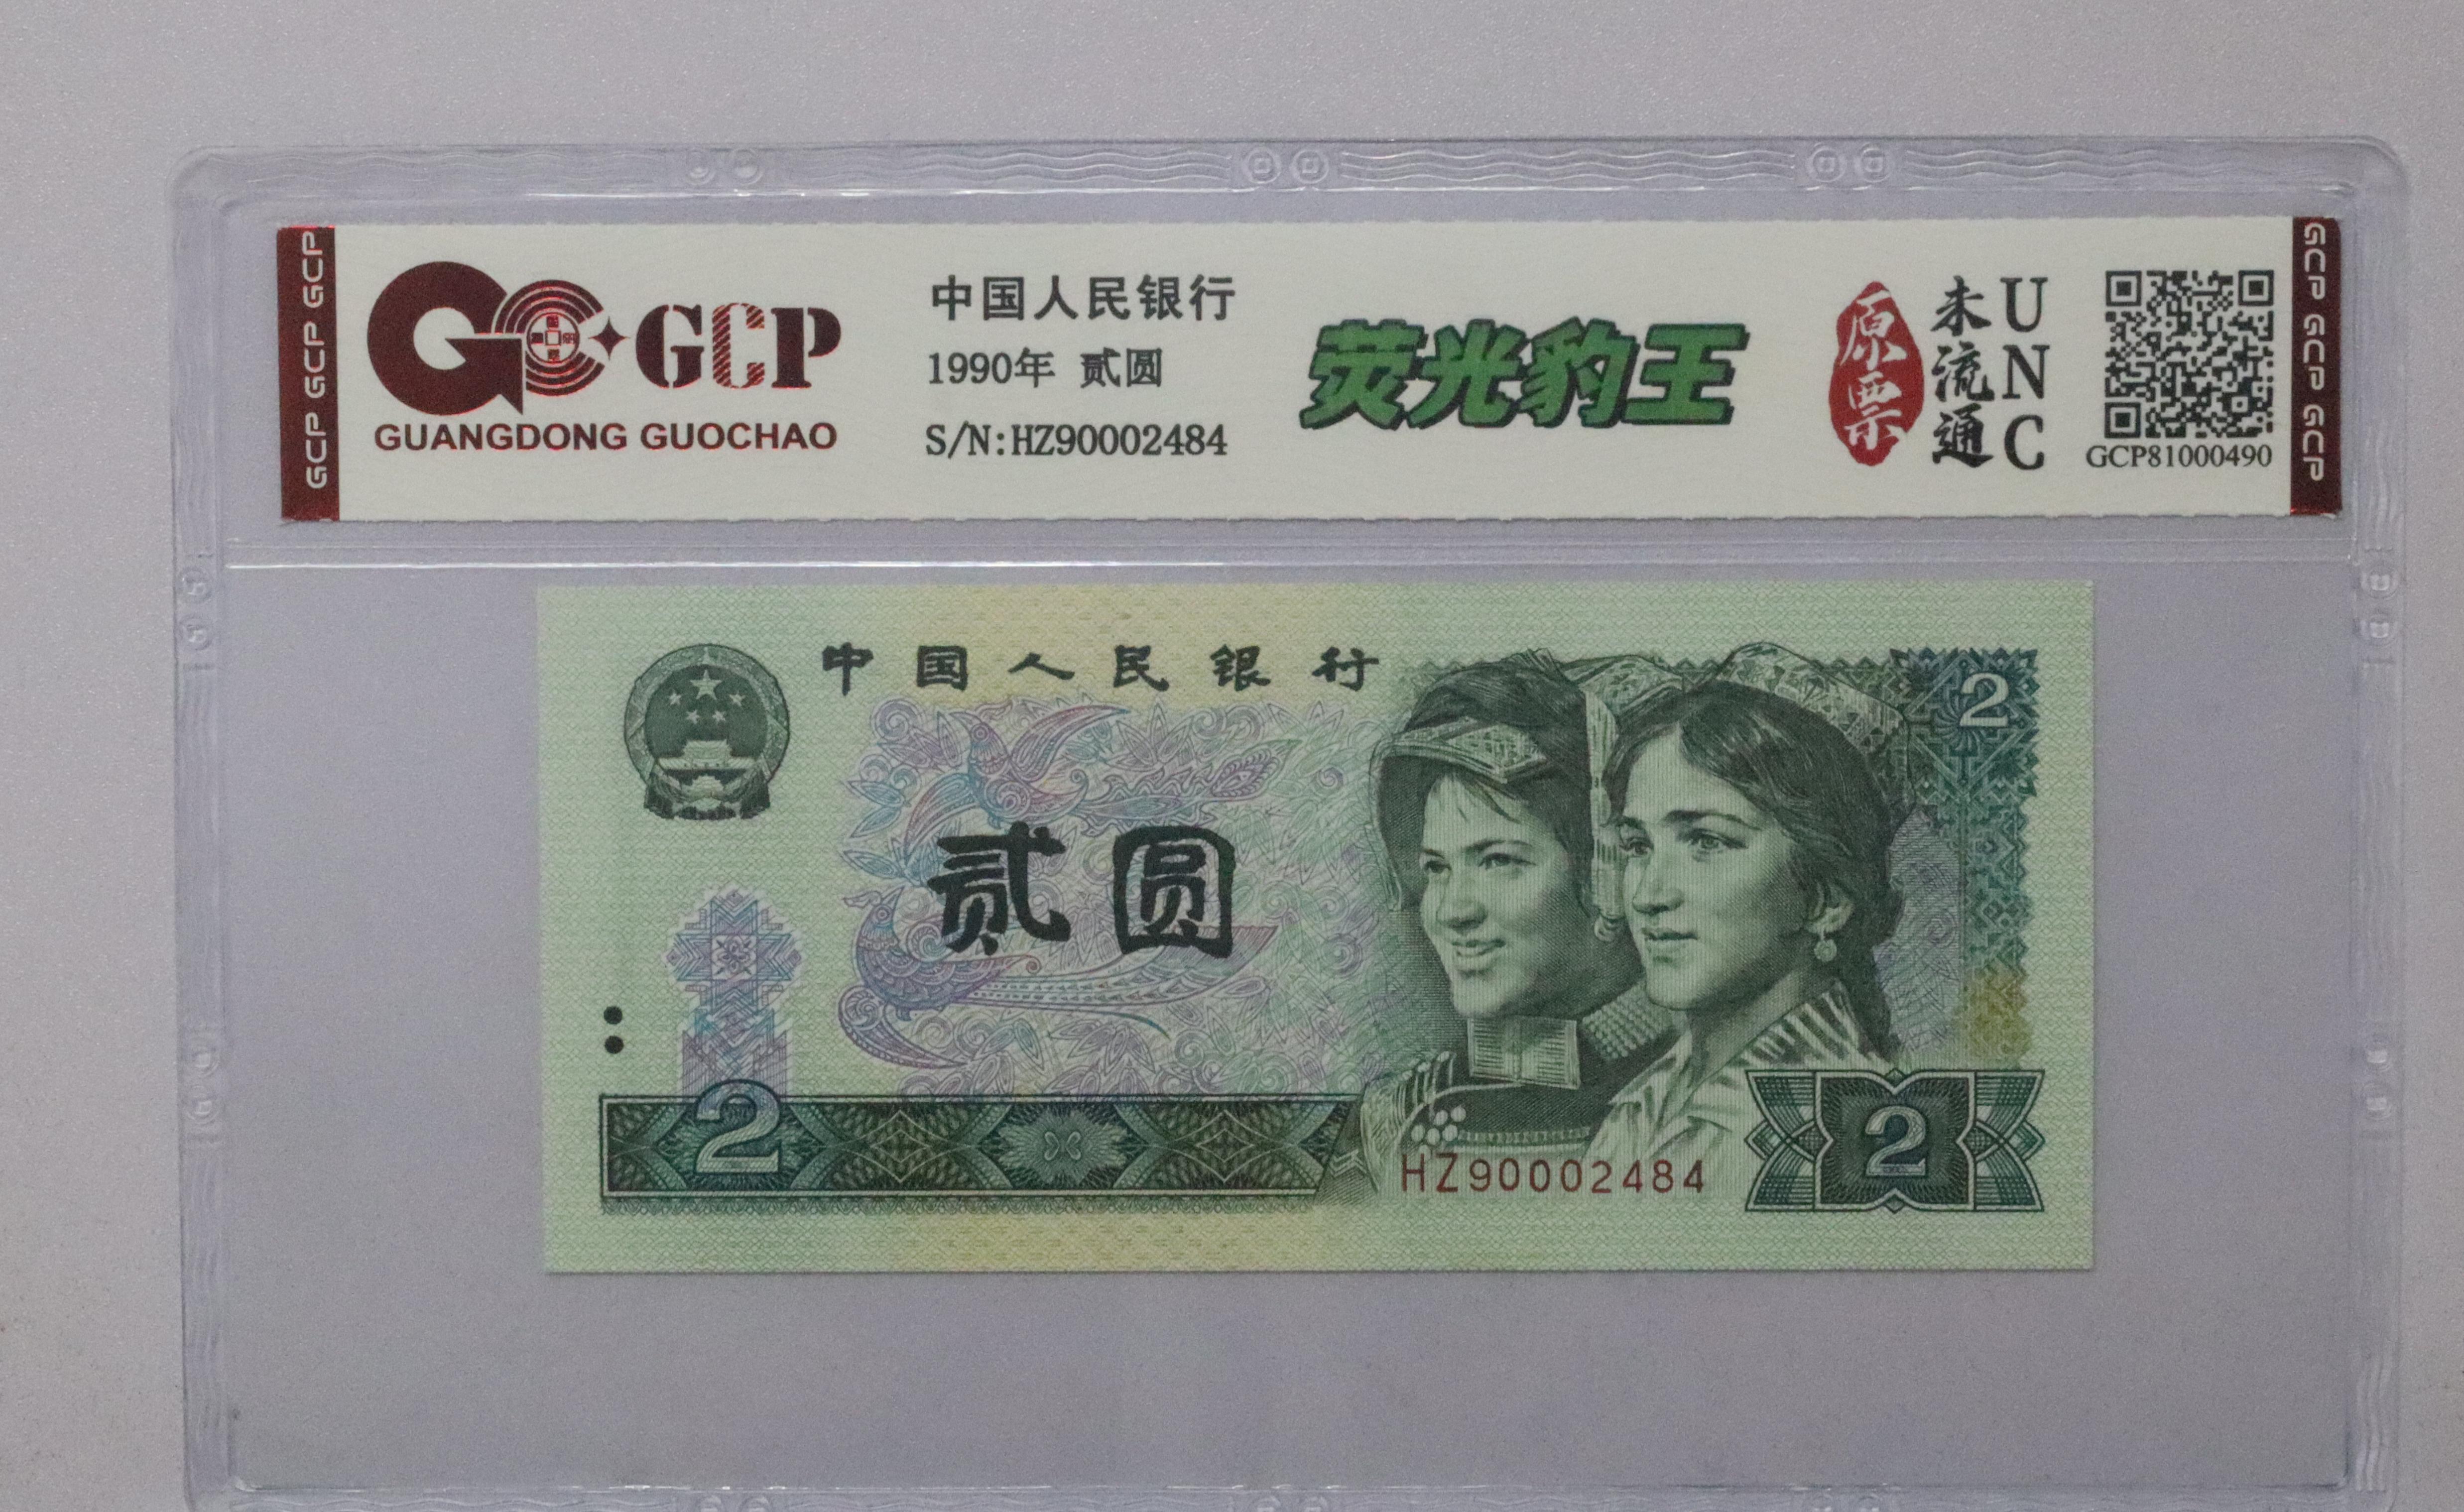 GCP GCP GCP
GCP
GUANGDONG GUOCHAO
中国人民银行
1990年 贰圆
S/N:HZ90002484
荧光豹王
原票
未流通
UNC
GCP81000490
GCP GCP GCP
中国人民银行
2
贰圆
2
2
HZ90002484